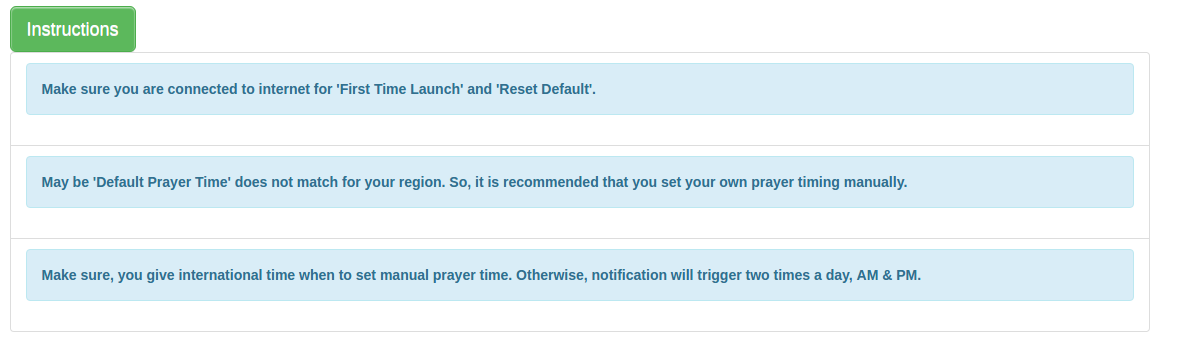 Instructions
Make sure you are connected to internet for 'First Time Launch' and 'Reset Default'.
May be 'Default Prayer Time' does not match for your region. So, it is recommended that you set your own prayer timing manually.
Make sure, you give international time when to set manual prayer time. Otherwise, notification will trigger two times a day, AM & PM.